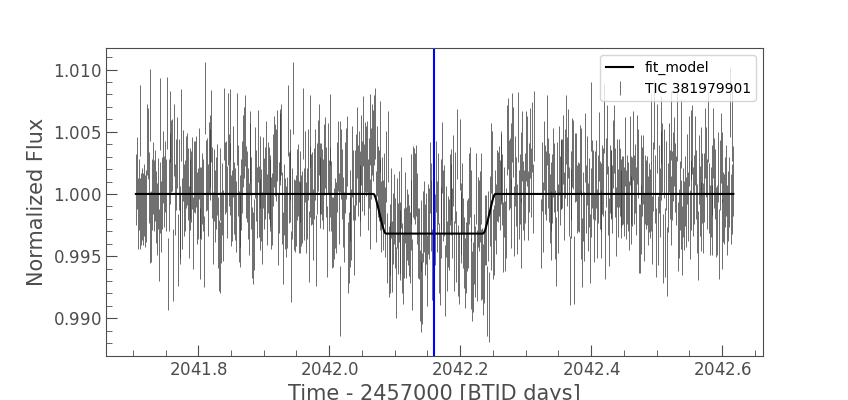 fit_model
TIC 381979901
1.010
1.005
1.000
0.995
0.990
Normalized Flux
2041.8 2042.0 2042.2 2042.4 2042.6
Time - 2457000 [BTJD days]